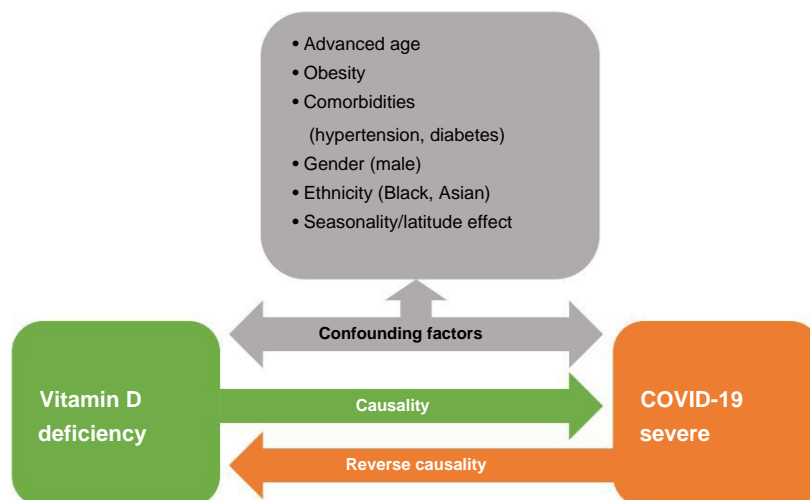 • Advanced age
• Obesity
• Comorbidities
(hypertension, diabetes)
• Gender (male)
• Ethnicity (Black, Asian)
• Seasonality/latitude effect
Confounding factors
Vitamin D
deficiency
Causality
Reverse causality
COVID-19
severe